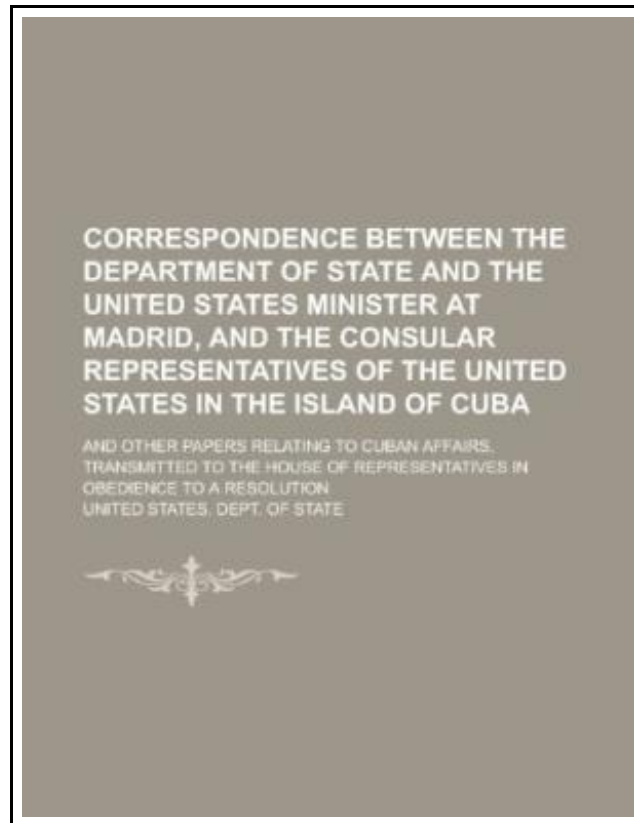 CORRESPONDENCE BETWEEN THE
DEPARTMENT OF STATE AND THE
UNITED STATES MINISTER AT
MADRID, AND THE CONSULAR
REPRESENTATIVES OF THE UNITED
STATES IN THE ISLAND OF CUBA
AND OTHER PAPERS RELATING TO CUBAN AFFAIRS,
TRANSMITTED TO THE HOUSE OF REPRESENTATIVES IN
OBEDIENCE TO A RESOLUTION
UNITED STATES. DEPT. OF STATE